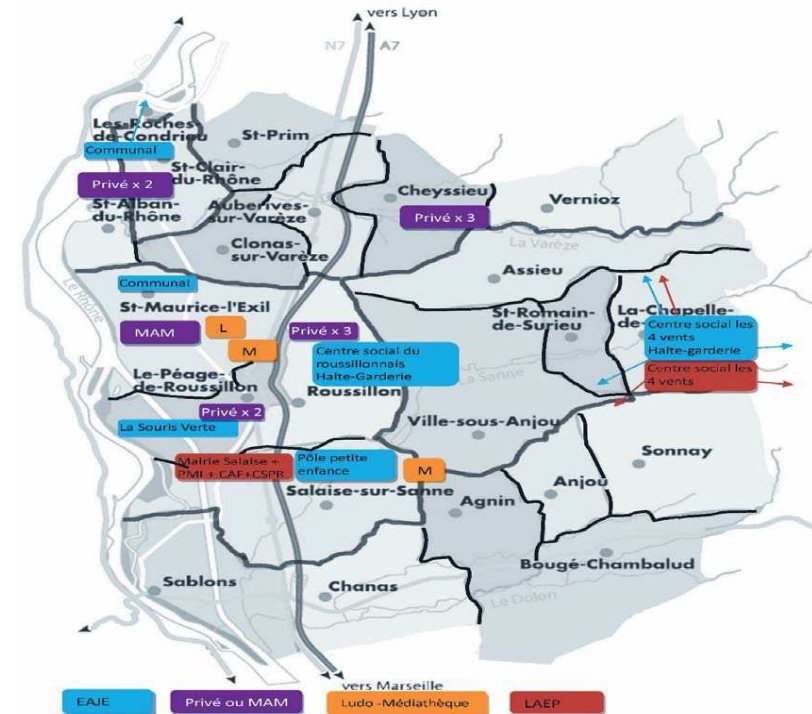 vers Lyon
N7
A7
Les Roches-
de-Condrieu
Communal
St-Prim
St-Clair-
du-Rhône
Privé x 2
St-Alban-
du-Rhône
Auberives-
sur-Varèze
Cheyssieu
Privé x 3
Vernioz
Clonas-
sur-Varèze
La Varèze
Assieu
Le Rhône
Communal
St-Maurice-l'Exil
MAM
L
M
Privé x 3
Centre social du
roussillonnais
Halte-Garderie
St-Romain-
de-Surieu
La-Chapelle-
de-
Centre social les
4 vents
Halte-garderie
Centre social les
4 vents
Le-Péage-
de-Roussillon
Roussillon
La Sanne
Privé x 2
La Souris Verte
Ville-sous-Anjou
Mairie Salaise +
PMI + CAF+CSPR
Pôle petite
enfance
M
Sonnay
Salaise-sur-Sanne
Agnin
Anjou
Sablons
Chanas
Bougé-Chambalud
Le Dolon
vers Marseille
EAJE
Privé ou MAM
Ludo -Médiathèque
LAEP